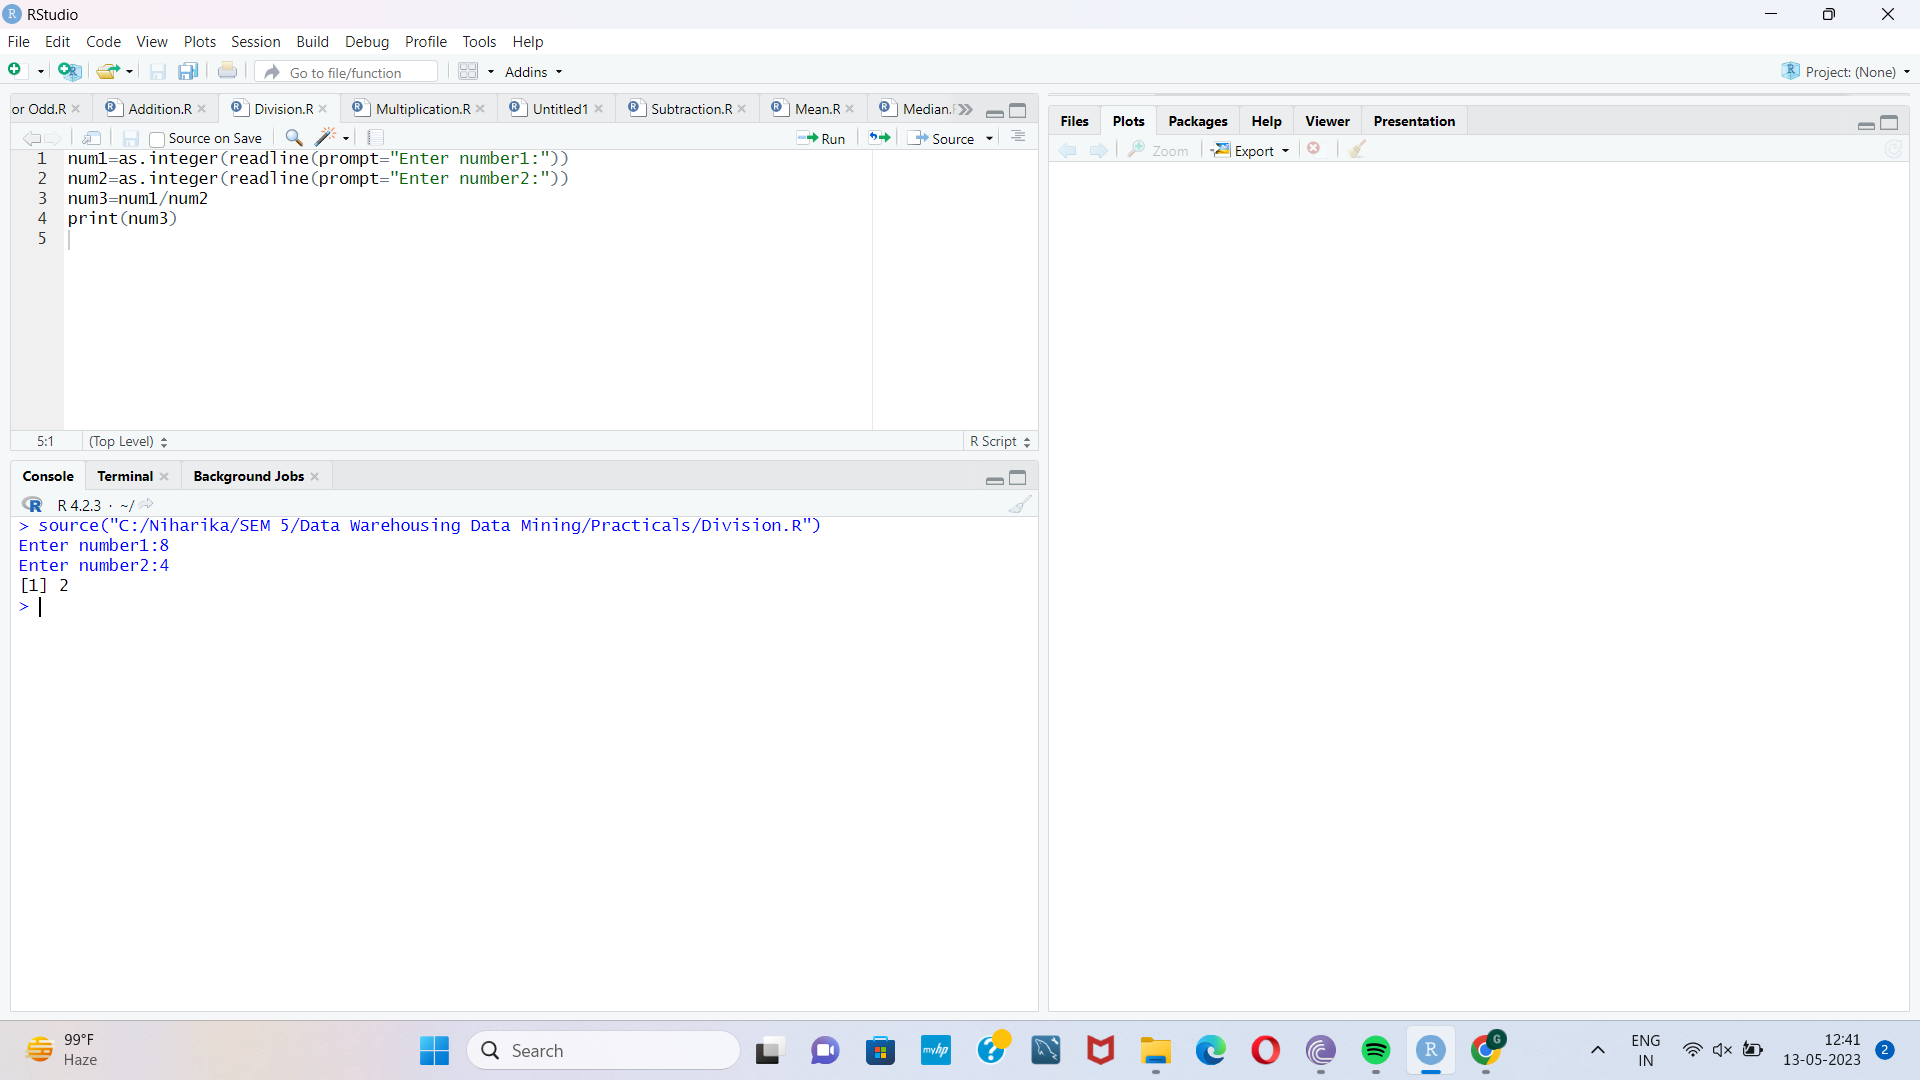 RStudio
File Edit Code View Plots Session Build Debug Profile Tools Help
Go to file/function Addins Project: (None)
or Odd.R Addition.R Division.R Multiplication.R Untitled1 Subtraction.R Mean.R Median.
Source on Save Run Source
1 num1=as.integer(readline(prompt="Enter number1:"))
2 num2=as.integer(readline(prompt="Enter number2:"))
3 num3=num1/num2
4 print(num3)
5
5:1 (Top Level) R Script
Console Terminal Background Jobs
R R 4.2.3 · ~/
> source("C:/Niharika/SEM 5/Data Warehousing Data Mining/Practicals/Division.R")
Enter number1:8
Enter number2:4
[1] 2
>
Files Plots Packages Help Viewer Presentation
Zoom Export
99°F
Haze
Search
myhp
R
G
ENG
IN
12:41
13-05-2023
2